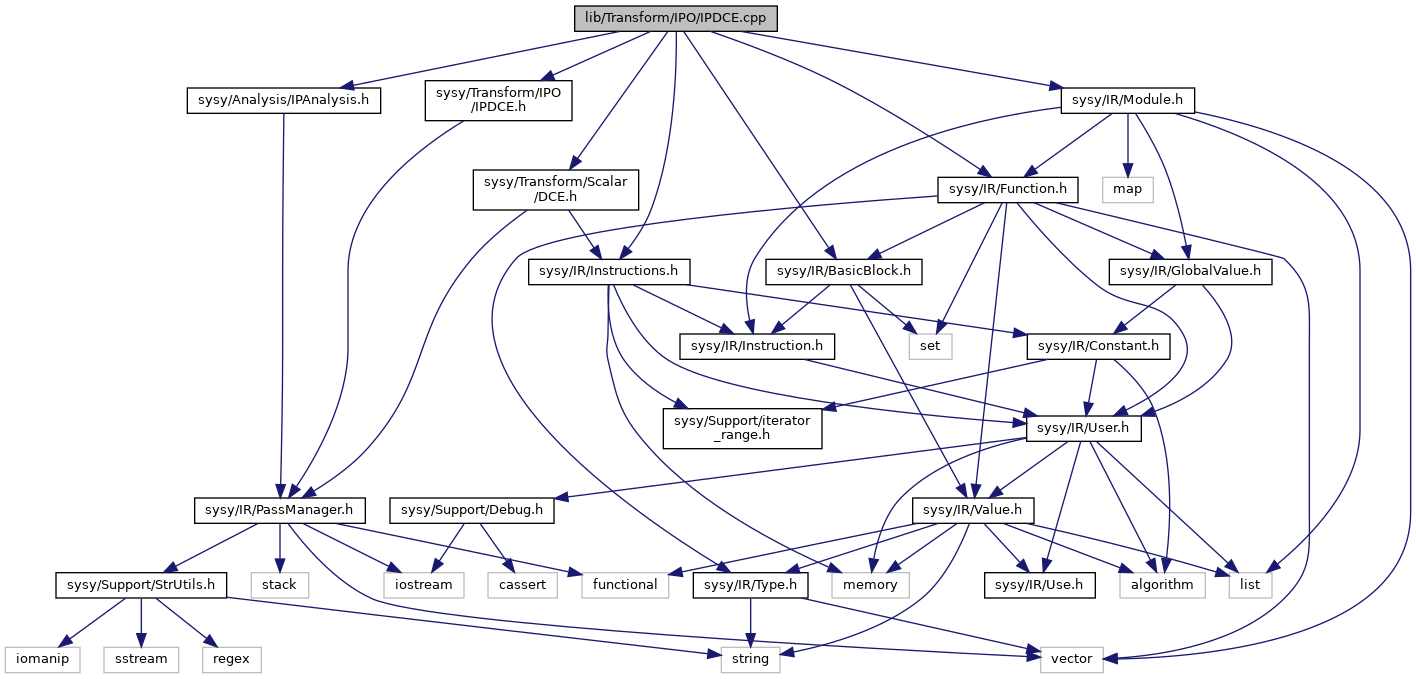 lib/Transform/IPO/IPDCE.cpp
sysy/Analysis/IPAnalysis.h
sysy/Transform/IPO
/IPDCE.h
sysy/IR/Module.h
sysy/Transform/Scalar
/DCE.h
sysy/IR/Function.h
map
sysy/IR/Instructions.h
sysy/IR/BasicBlock.h
sysy/IR/GlobalValue.h
sysy/IR/Instruction.h
set
sysy/IR/Constant.h
sysy/Support/iterator
_range.h
sysy/IR/User.h
sysy/IR/PassManager.h
sysy/Support/Debug.h
sysy/IR/Value.h
sysy/Support/StrUtils.h
stack
iostream
cassert
functional
sysy/IR/Type.h
memory
sysy/IR/Use.h
algorithm
list
iomanip
sstream
regex
string
vector